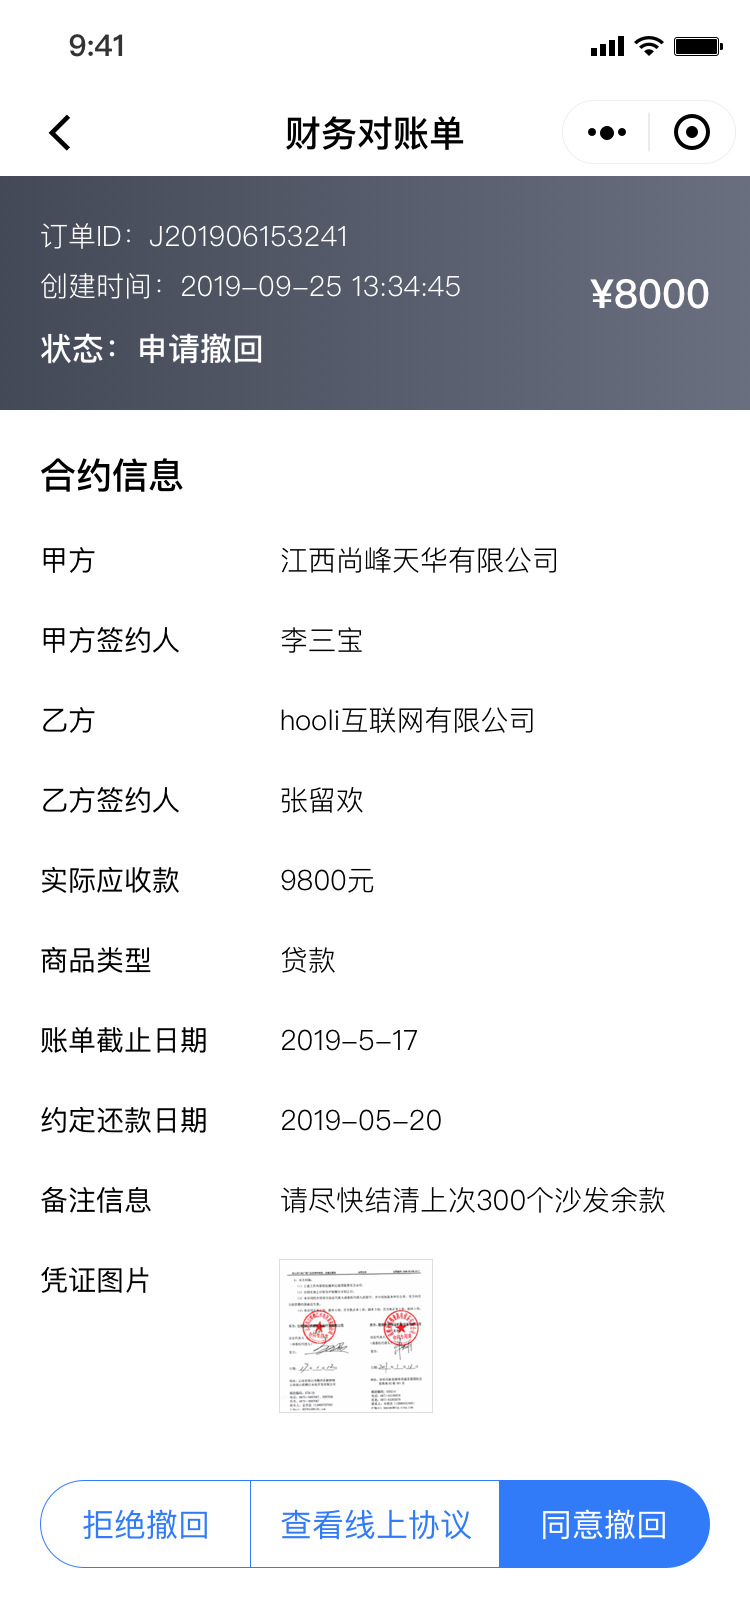 9:41
财务对账单
订单ID：J201906153241
创建时间：2019-09-25 13:34:45
¥8000
状态：申请撤回
合约信息
甲方 江西尚峰天华有限公司
甲方签约人 李三宝
乙方 hooli互联网有限公司
乙方签约人 张留欢
实际应收款 9800元
商品类型 贷款
账单截止日期 2019-5-17
约定还款日期 2019-05-20
备注信息 请尽快结清上次300个沙发余款
凭证图片
拒绝撤回 查看线上协议 同意撤回